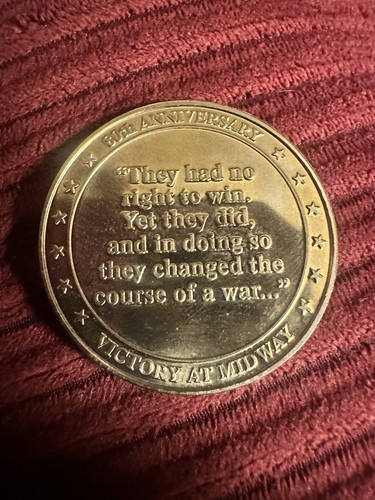 80th ANNIVERSARY
“They had no
right to win.
Yet they did,
and in doing so
they changed the
course of a war...”
VICTORY AT MIDWAY